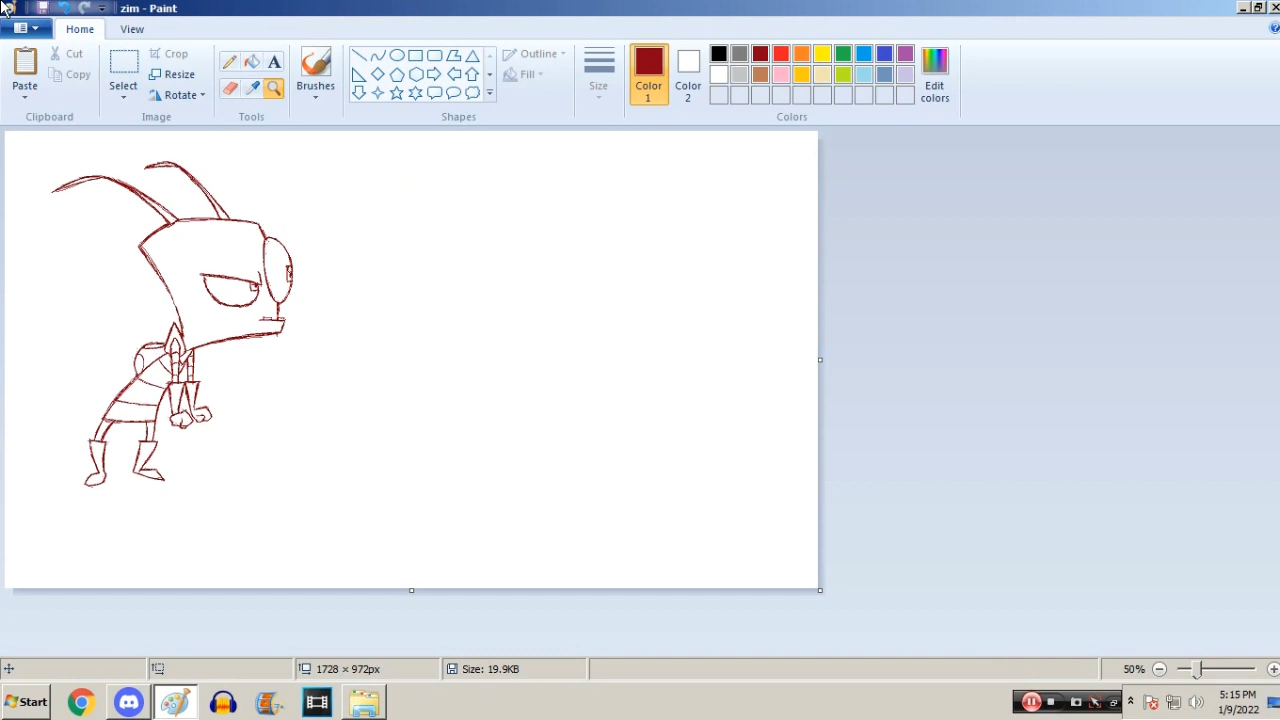 zim - Paint
Home
View
Paste
Cut
Copy
Clipboard
Select
Crop
Resize
Rotate
Image
A
Tools
Brushes
Outline
Fill
Shapes
Size
Color
1
Color
2
Edit
colors
Colors
1728 × 972px
Size: 19.9KB
50%
Start
5:15 PM
1/9/2022